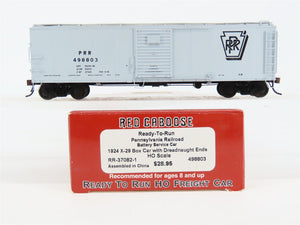 PRR
498803
PRR
RED CABOOSE
Ready-To-Run
Pennsylvania Railroad
Battery Service Car
1924 X-29 Box Car with Dreadnaught Ends
HO Scale
RR-37082-1
498803
Assembled in China
$28.95
Recommended for ages 8 and up
READY TO RUN HO FREIGHT CAR